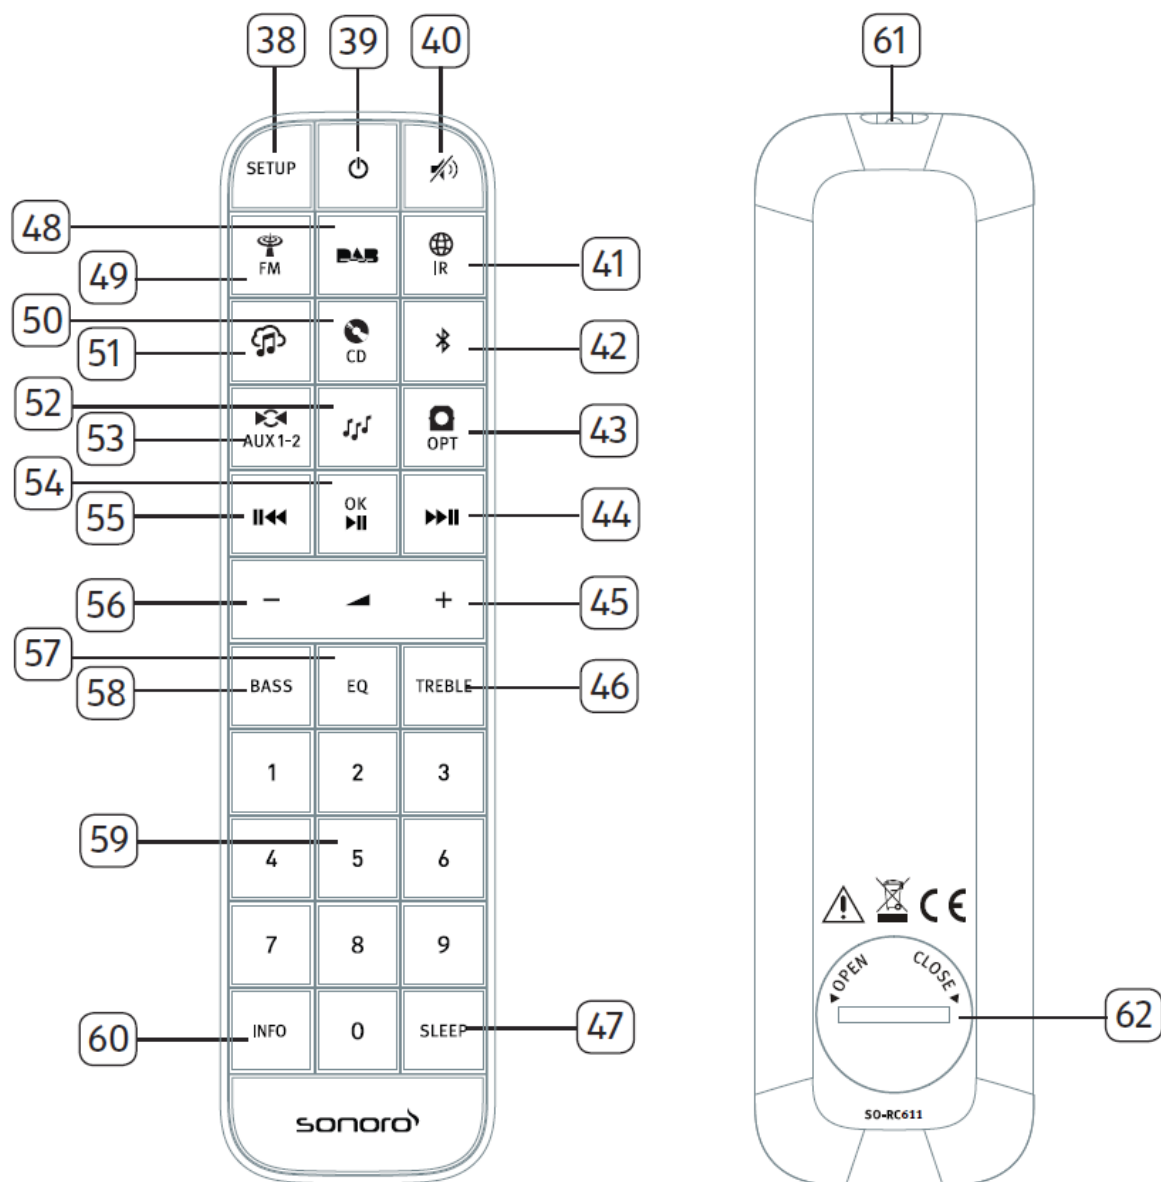 38 39 40 61
SETUP
48
FM DAB IR
49 41
50
CD
51 42
52
AUX 1-2 OPT
53 43
54
OK
55 44
56 − + 45
57
BASS EQ TREBLE
58 46
1 2 3
59
4 5 6
7 8 9
INFO 0 SLEEP
60 47
sonoro
CE
OPEN CLOSE
62
SO-RC611